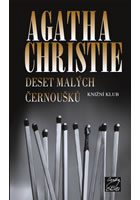 AGATHA
CHRISTIE
DESET MALÝCH
ČERNOUŠKŮ
KNIŽNÍ KLUB